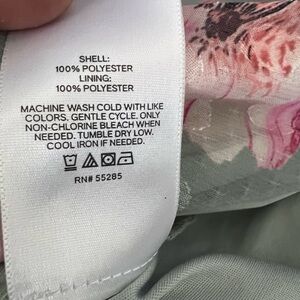 SHELL:
100% POLYESTER
LINING:
100% POLYESTER
MACHINE WASH COLD WITH LIKE
COLORS. GENTLE CYCLE. ONLY
NON-CHLORINE BLEACH WHEN
NEEDED. TUMBLE DRY LOW.
COOL IRON IF NEEDED.
RN# 55285